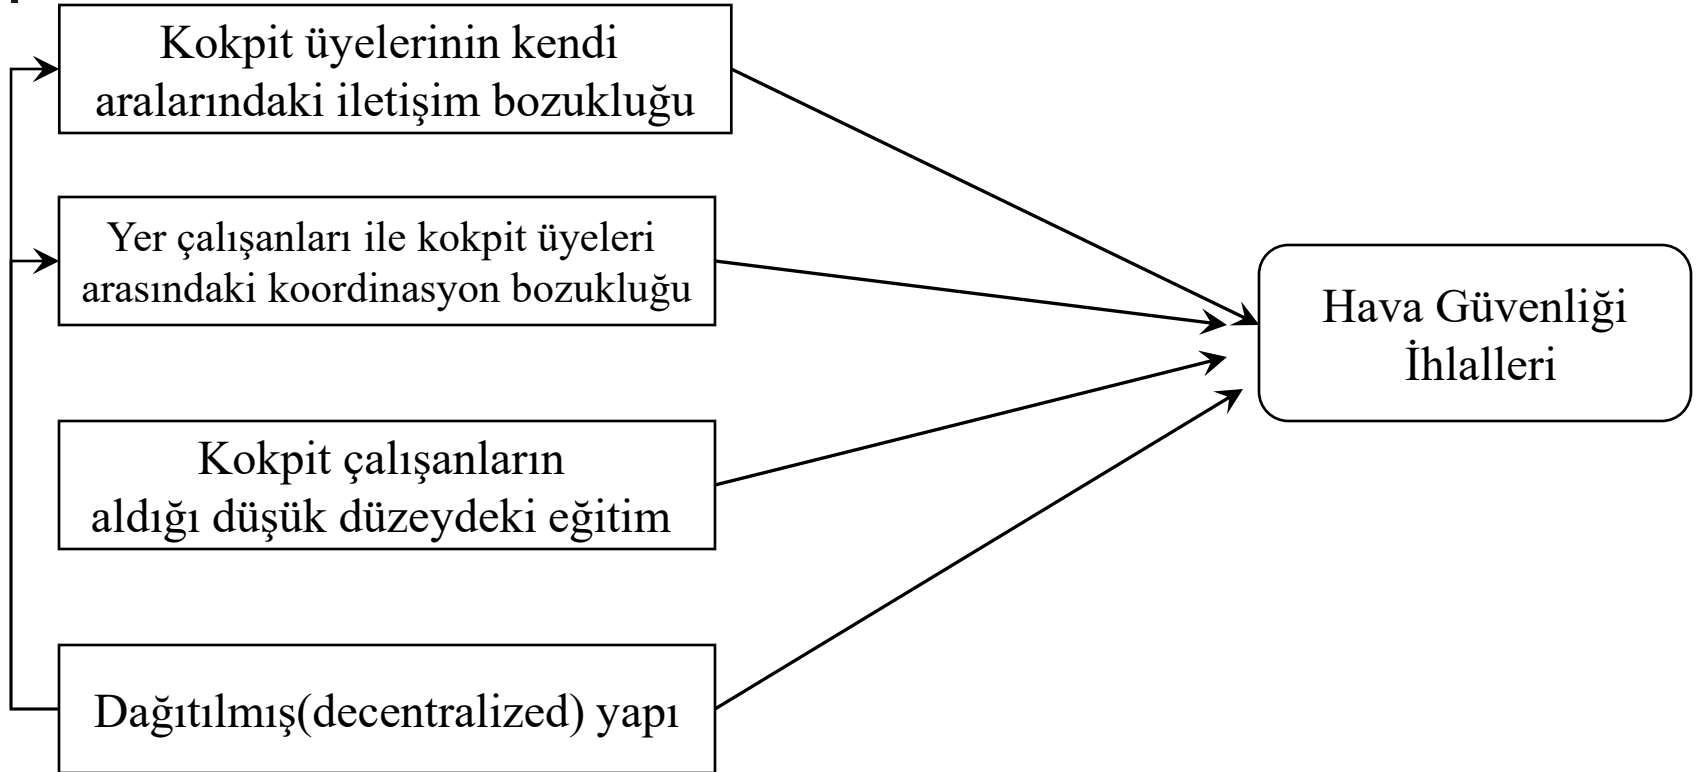 Kokpit üyelerinin kendi
aralarındaki iletişim bozukluğu
Yer çalışanları ile kokpit üyeleri
arasındaki koordinasyon bozukluğu
Kokpit çalışanların
aldığı düşük düzeydeki eğitim
Dağıtılmış(decentralized) yapı
Hava Güvenliği
İhlalleri